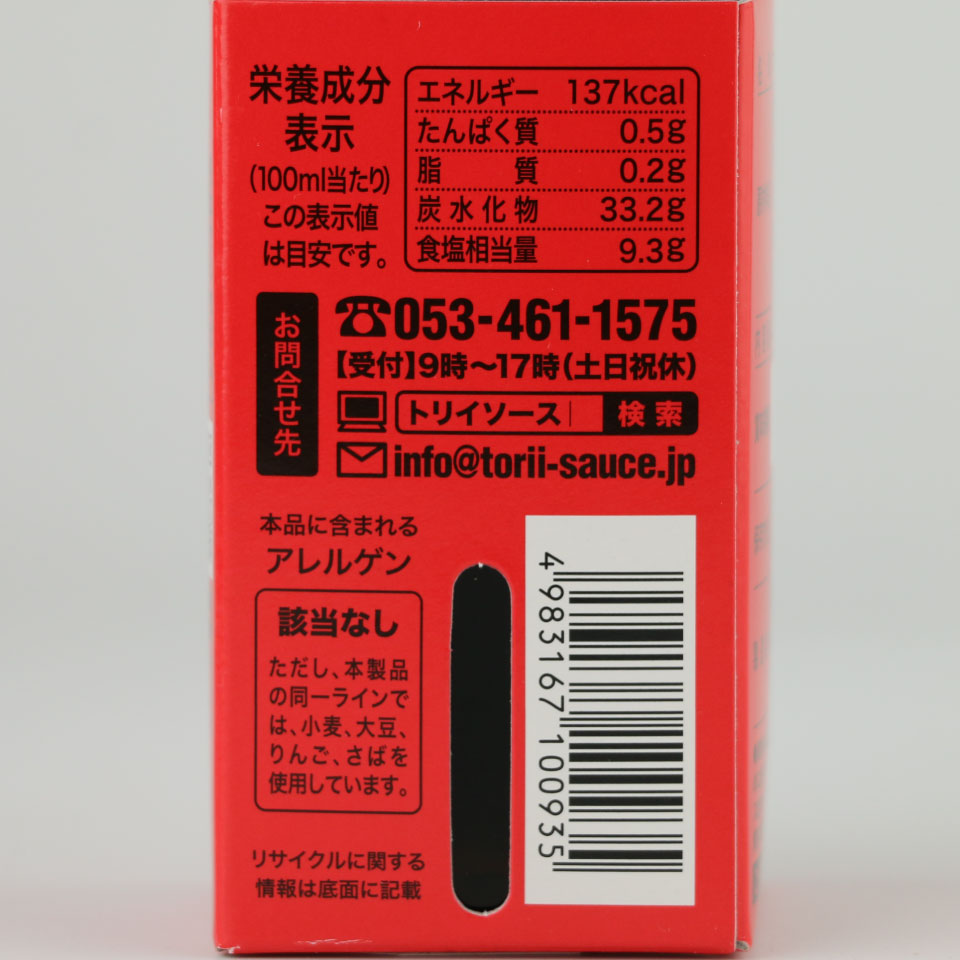 栄養成分
表示
(100ml当たり)
この表示値
は目安です。
エネルギー 137kcal
たんぱく質 0.5g
脂質 0.2g
炭水化物 33.2g
食塩相当量 9.3g
お問合せ先
☎053-461-1575
【受付】9時〜17時(土日祝休)
トリイソース 検索
info@torii-sauce.jp
本品に含まれる
アレルゲン
該当なし
ただし、本製品
の同一ラインで
は、小麦、大豆、
りんご、さばを
使用しています。
リサイクルに関する
情報は底面に記載
4983167100935